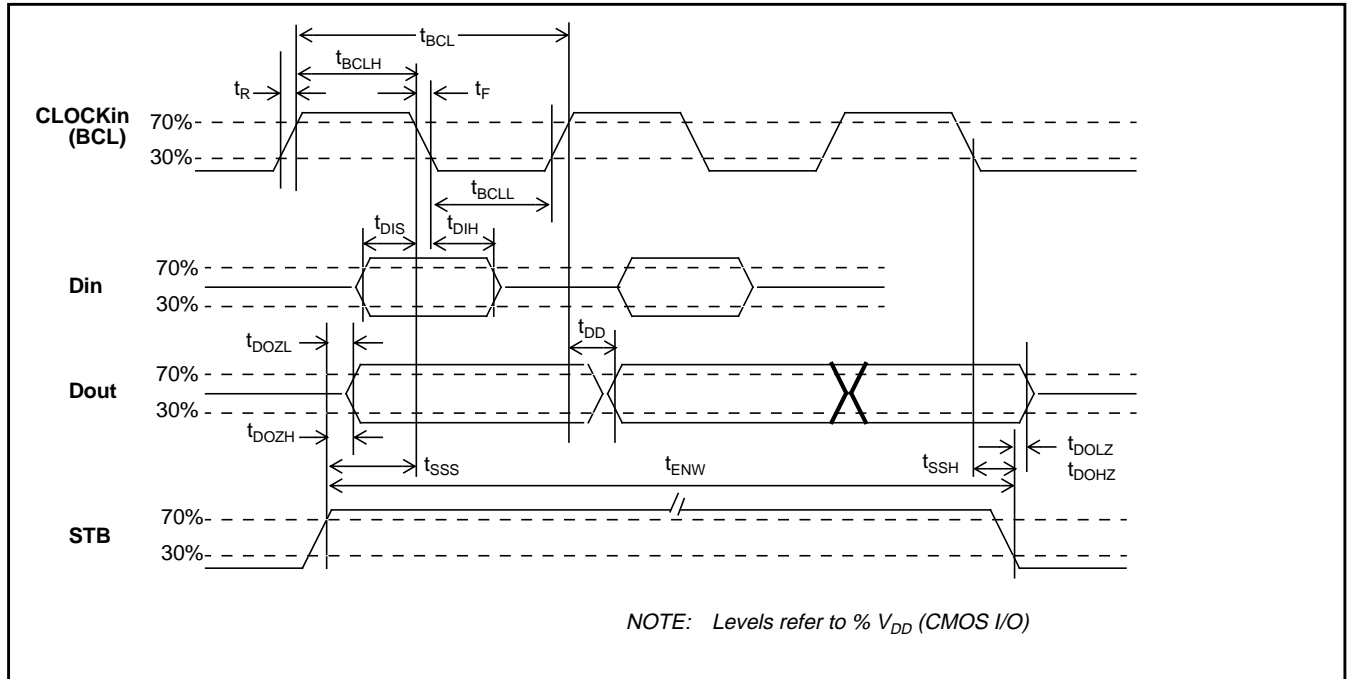 tBCL
tBCLH
tR
tF
CLOCKin
(BCL)
70%
30%
tBCLL
tDIS
tDIH
Din
70%
30%
tDD
tDOZL
Dout
70%
30%
tDOZH
tSSS
tENW
tSSH
tDOLZ
tDOHZ
STB
70%
30%
NOTE: Levels refer to % VDD (CMOS I/O)